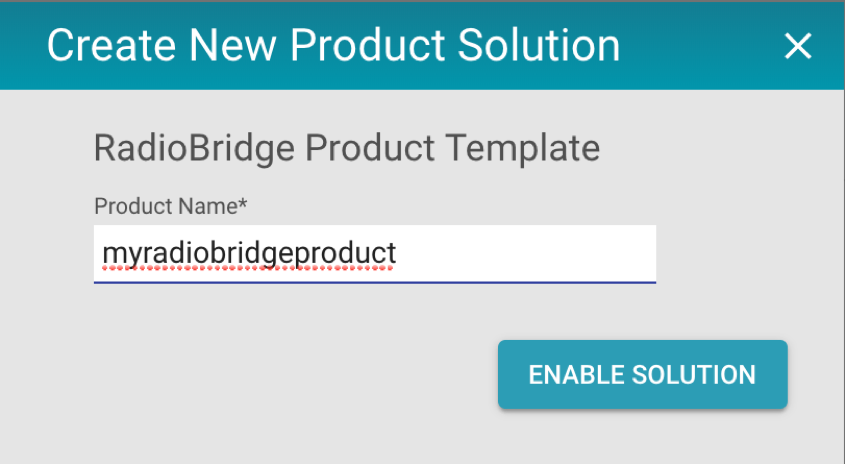 Create New Product Solution
RadioBridge Product Template
Product Name*
myradiobridgeproduct
ENABLE SOLUTION